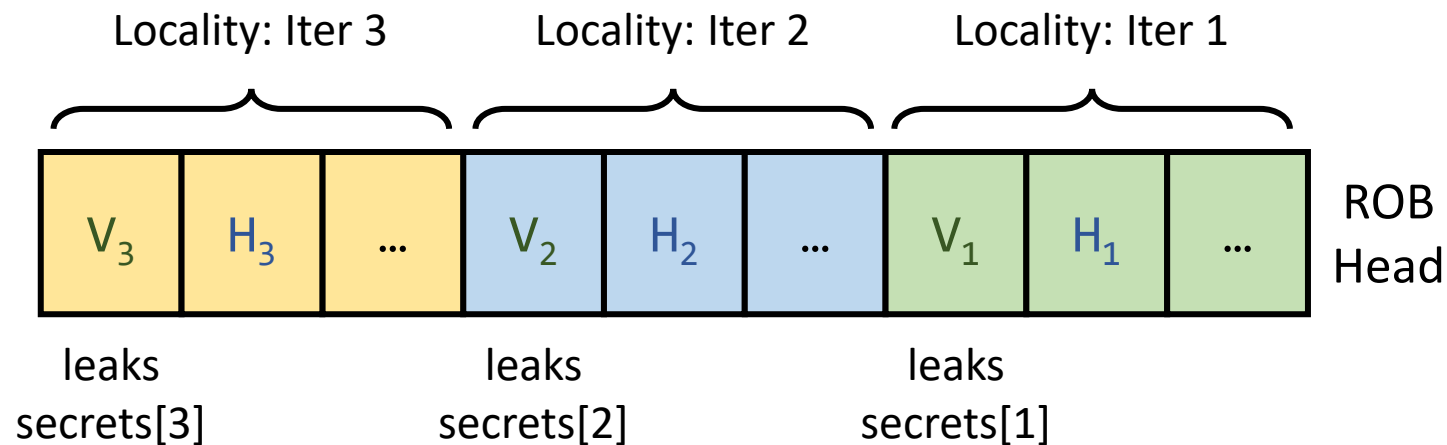 Locality: Iter 3 Locality: Iter 2 Locality: Iter 1
V₃ H₃ ... V₂ H₂ ... V₁ H₁ ...
ROB
Head
leaks
secrets[3]
leaks
secrets[2]
leaks
secrets[1]